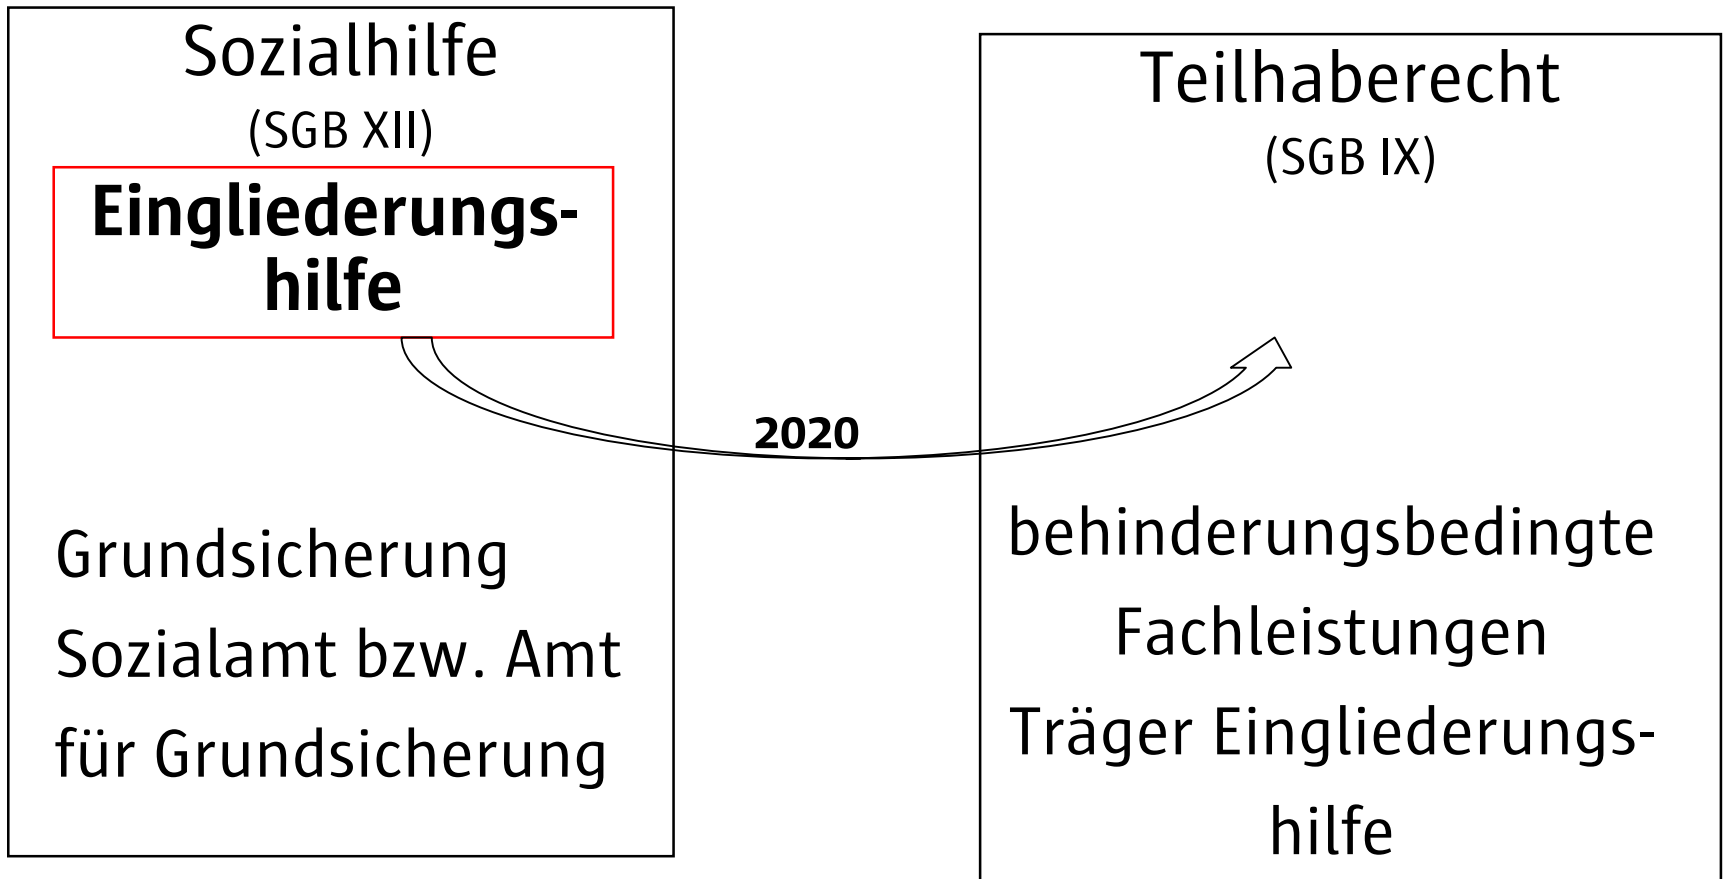 Sozialhilfe
(SGB XII)
Eingliederungs-
hilfe
Grundsicherung
Sozialamt bzw. Amt
für Grundsicherung
2020
Teilhaberecht
(SGB IX)
behinderungsbedingte
Fachleistungen
Träger Eingliederungs-
hilfe